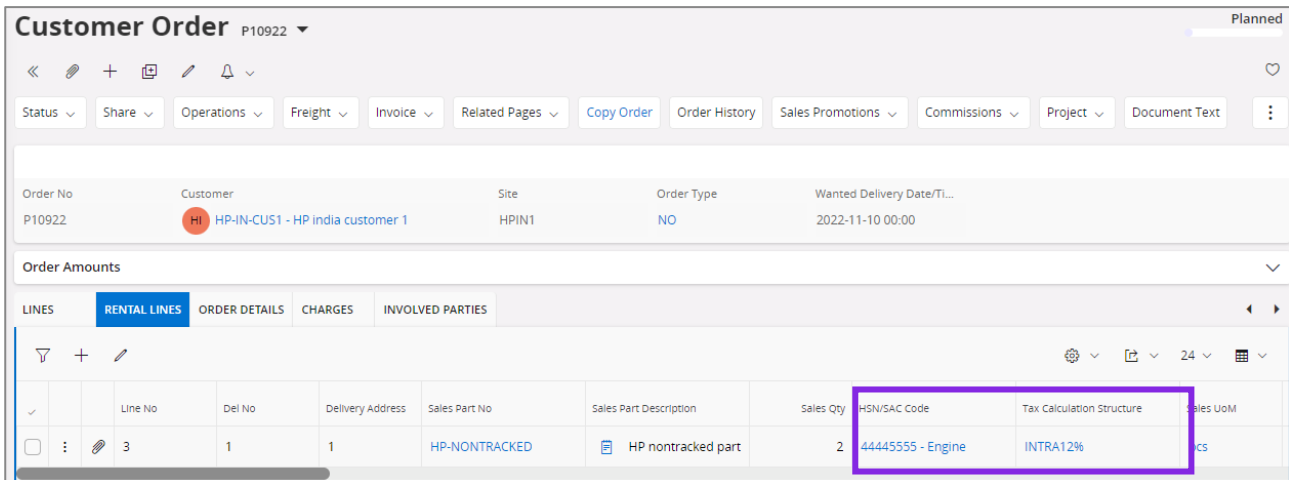 Customer Order P10922
Planned
Status Share Operations Freight Invoice Related Pages Copy Order Order History Sales Promotions Commissions Project Document Text
Order No Customer Site Order Type Wanted Delivery Date/Ti...
P10922 HI HP-IN-CUS1 - HP india customer 1 HPIN1 NO 2022-11-10 00:00
Order Amounts
LINES RENTAL LINES ORDER DETAILS CHARGES INVOLVED PARTIES
24
Line No Del No Delivery Address Sales Part No Sales Part Description Sales Qty HSN/SAC Code Tax Calculation Structure Sales UoM
3 1 1 HP-NONTRACKED HP nontracked part 2 44445555 - Engine INTRA12% pcs